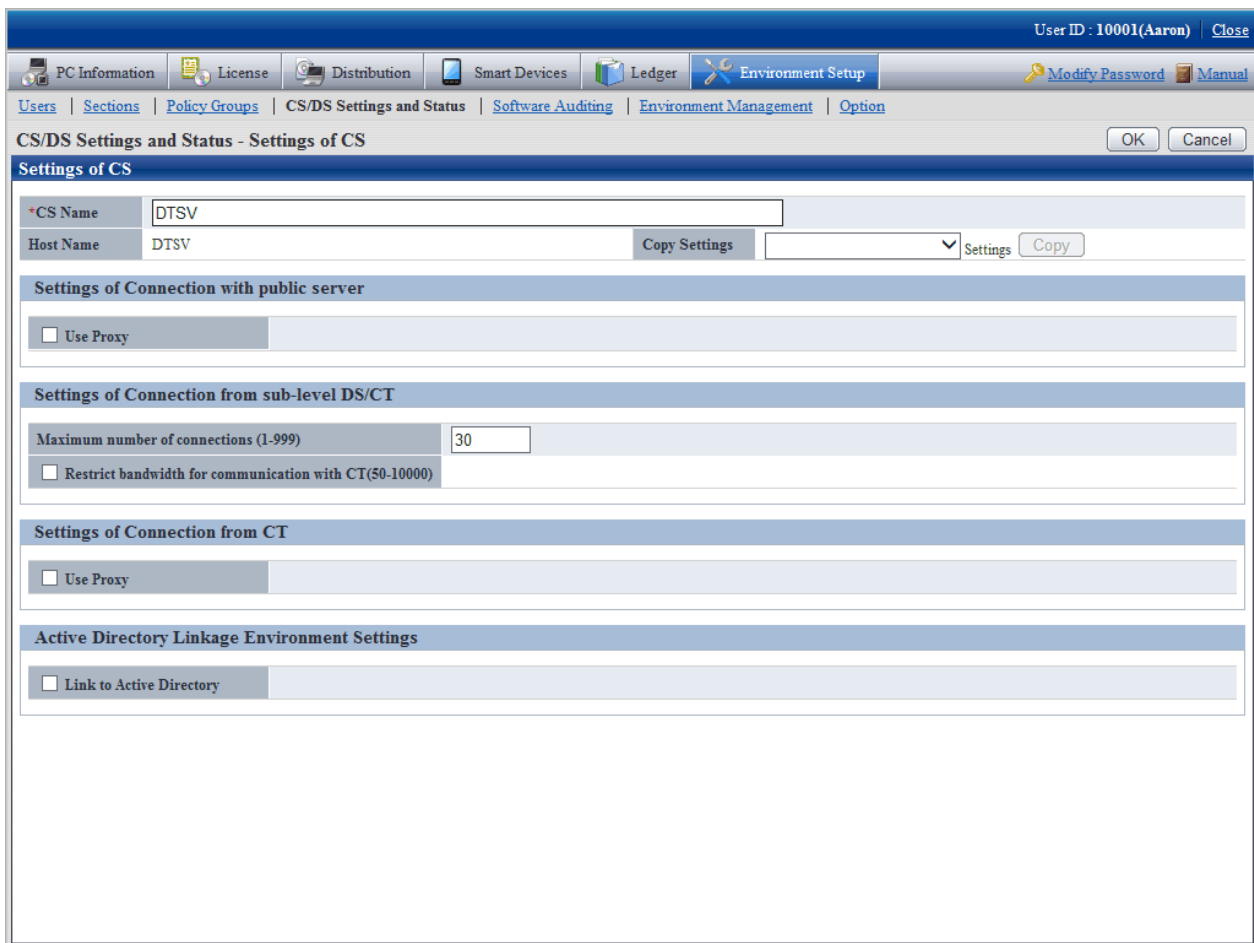 User ID : 10001(Aaron) | Close
PC Information License Distribution Smart Devices Ledger Environment Setup Modify Password Manual
Users | Sections | Policy Groups | CS/DS Settings and Status | Software Auditing | Environment Management | Option
CS/DS Settings and Status - Settings of CS OK Cancel
Settings of CS
*CS Name DTSV
Host Name DTSV Copy Settings Settings Copy
Settings of Connection with public server
Use Proxy
Settings of Connection from sub-level DS/CT
Maximum number of connections (1-999) 30
Restrict bandwidth for communication with CT(50-10000)
Settings of Connection from CT
Use Proxy
Active Directory Linkage Environment Settings
Link to Active Directory